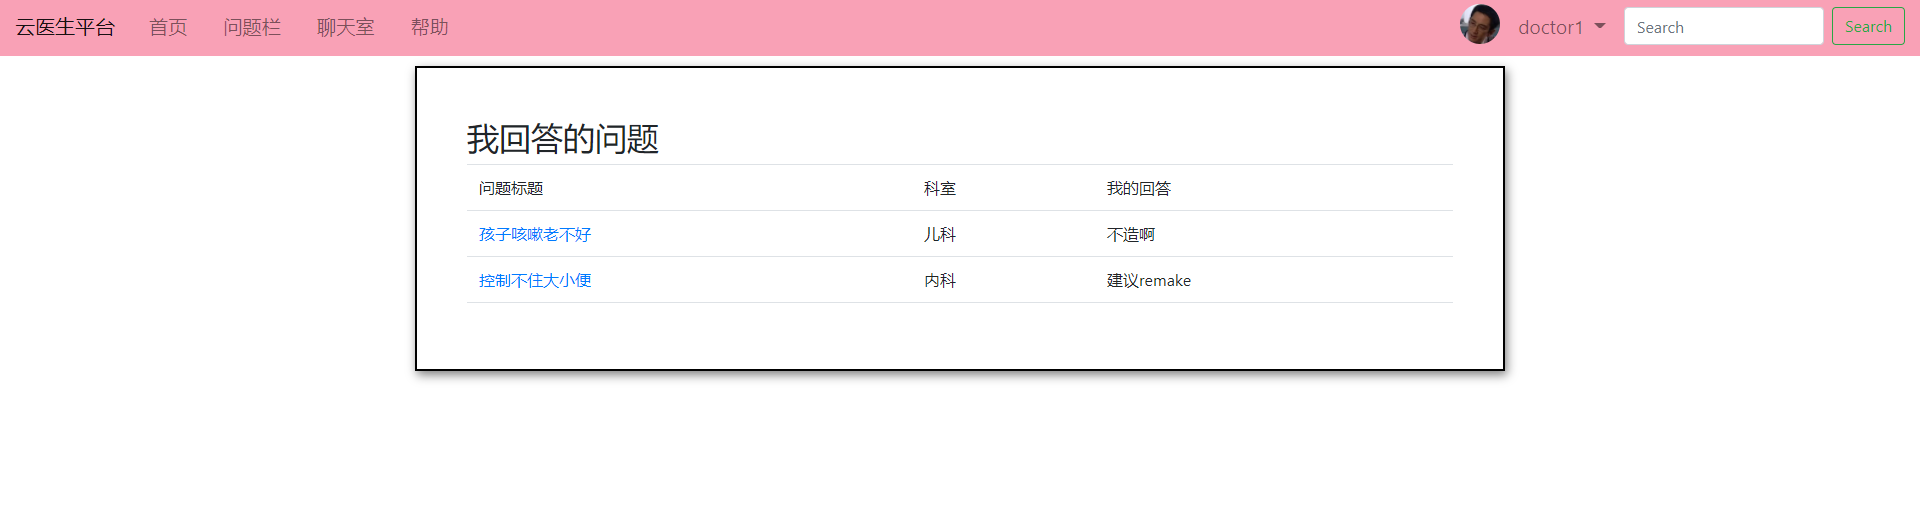 云医生平台 首页 问题栏 聊天室 帮助 doctor1 Search Search
我回答的问题
问题标题 科室 我的回答
孩子咳嗽老不好 儿科 不造啊
控制不住大小便 内科 建议remake